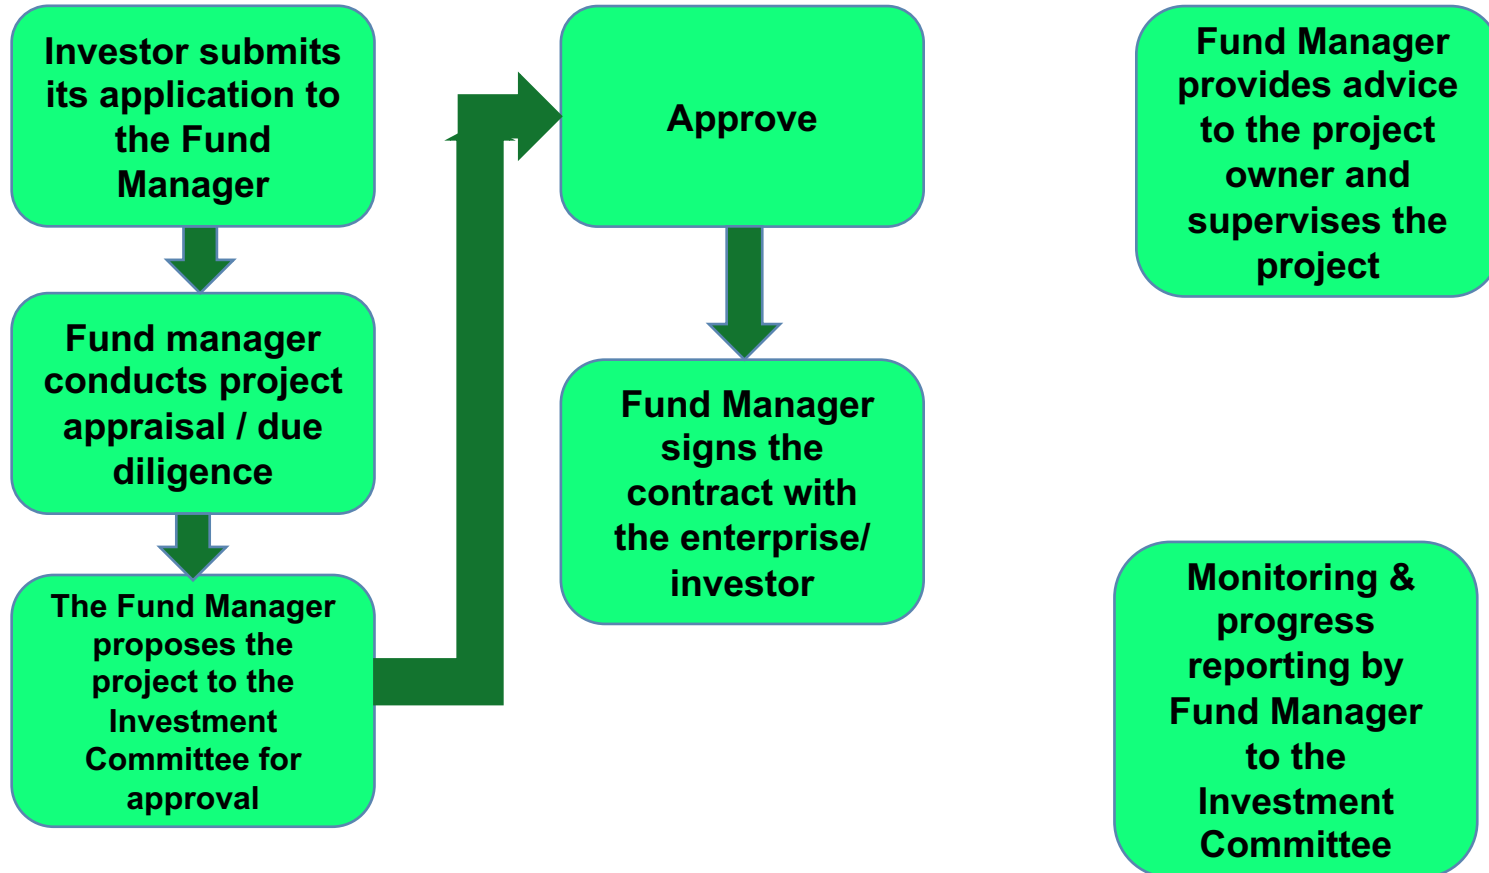 Investor submits
its application to
the Fund
Manager
Fund manager
conducts project
appraisal / due
diligence
The Fund Manager
proposes the
project to the
Investment
Committee for
approval
Approve
Fund Manager
signs the
contract with
the enterprise/
investor
Fund Manager
provides advice
to the project
owner and
supervises the
project
Monitoring &
progress
reporting by
Fund Manager
to the
Investment
Committee